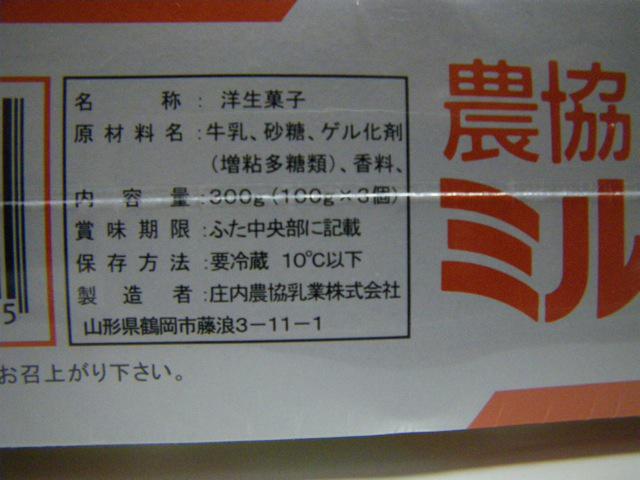 名称：洋生菓子
原材料名：牛乳、砂糖、ゲル化剤
（増粘多糖類）、香料、
内容量：300g（100g×3個）
賞味期限：ふた中央部に記載
保存方法：要冷蔵 10℃以下
製造者：庄内農協乳業株式会社
山形県鶴岡市藤浪3－11－1
お召上がり下さい。
5
農協
ミル